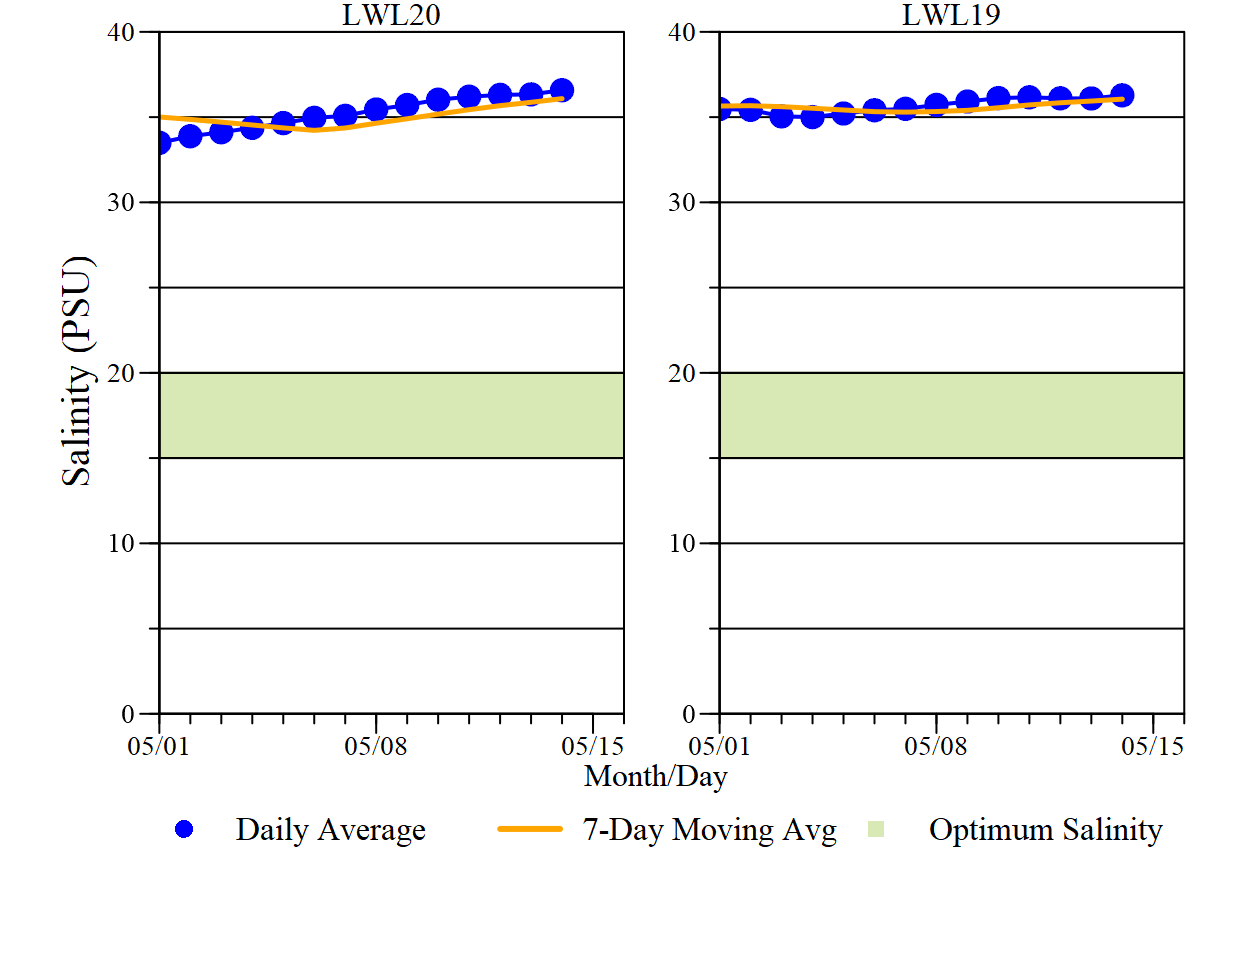 LWL20
LWL19
40
30
20
10
0
40
30
20
10
0
Salinity (PSU)
05/01
05/08
05/15
05/01
05/08
05/15
Month/Day
Daily Average
7-Day Moving Avg
Optimum Salinity